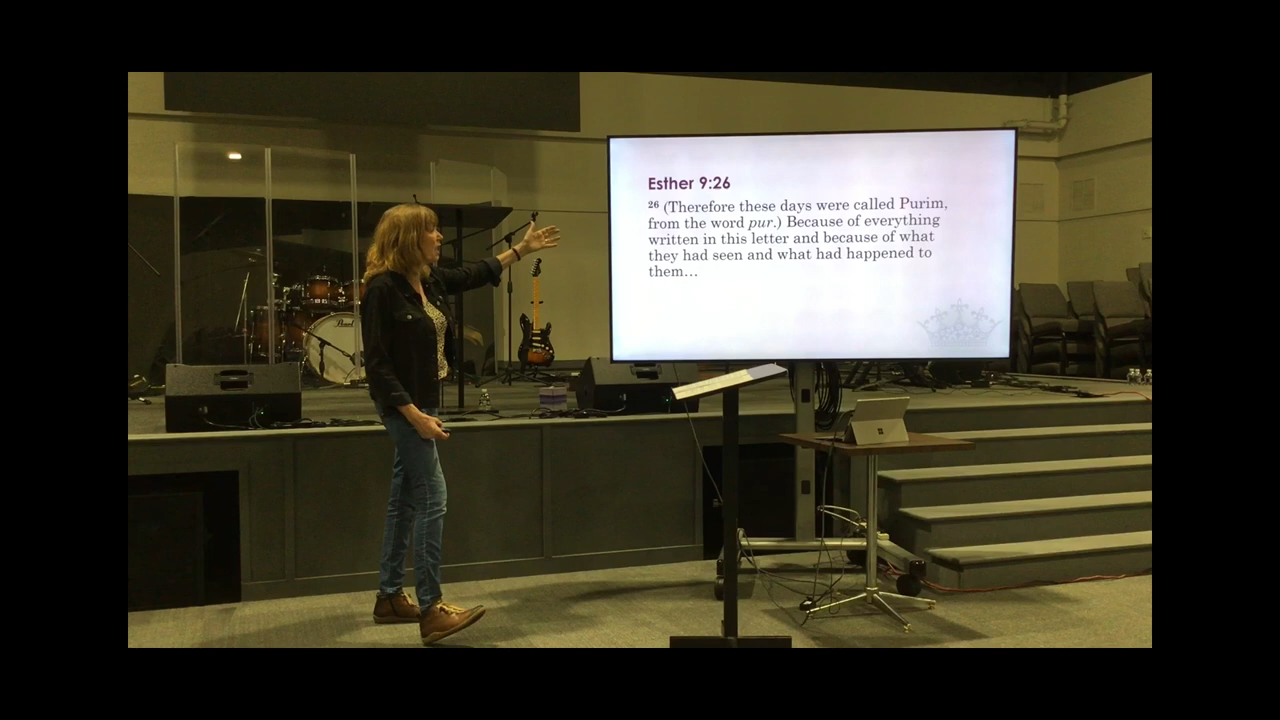 Esther 9:26
26 (Therefore these days were called Purim,
from the word pur.) Because of everything
written in this letter and because of what
they had seen and what had happened to
them…
Pearl